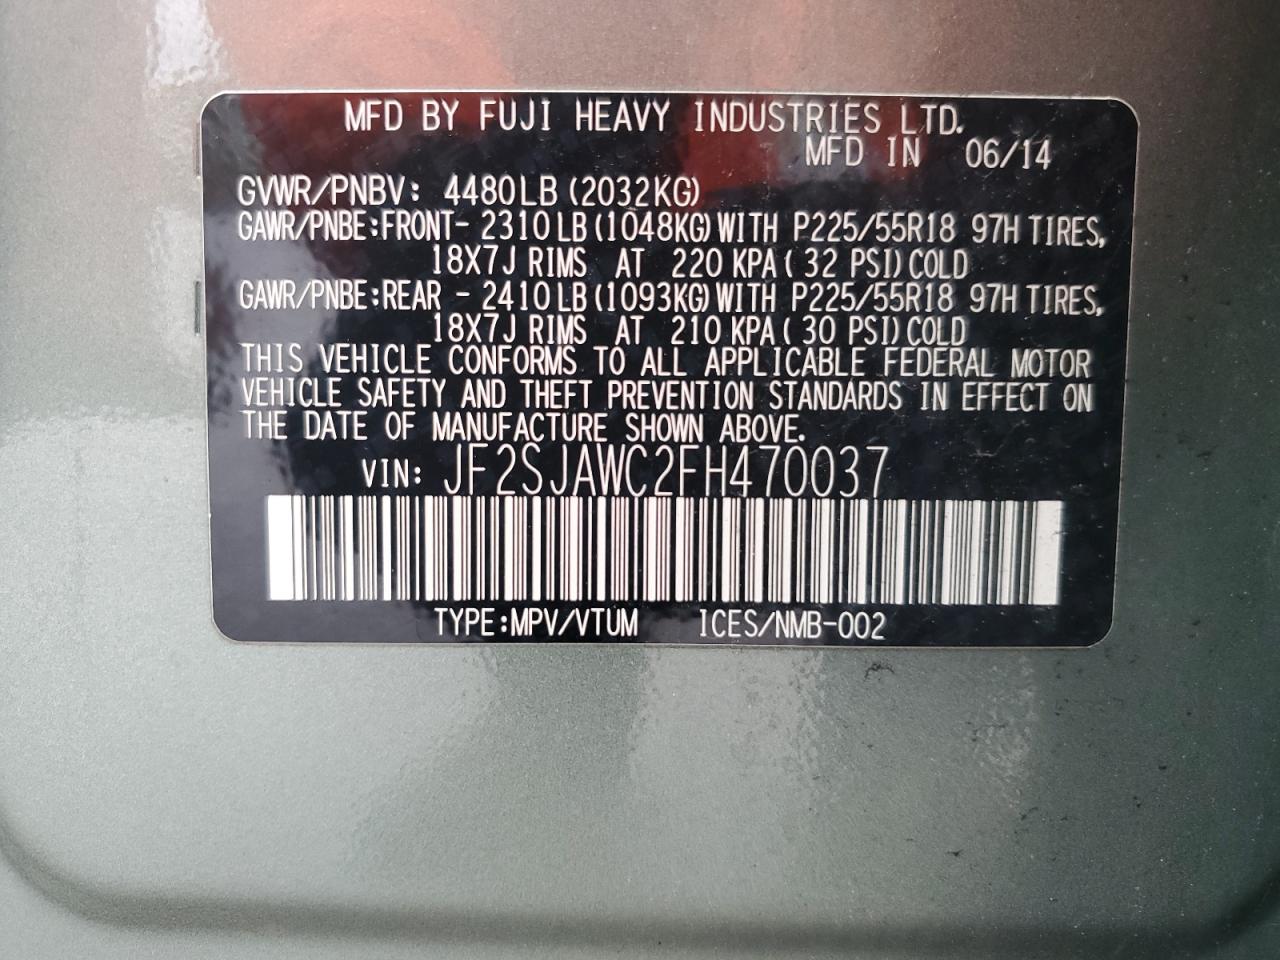 MFD BY FUJI HEAVY INDUSTRIES LTD.
MFD IN 06/14
GVWR/PNBV: 4480LB (2032KG)
GAWR/PNBE:FRONT- 2310 LB (1048KG) WITH P225/55R18 97H TIRES,
18X7J RIMS AT 220 KPA ( 32 PSI) COLD
GAWR/PNBE:REAR - 2410 LB (1093KG) WITH P225/55R18 97H TIRES,
18X7J RIMS AT 210 KPA ( 30 PSI) COLD
THIS VEHICLE CONFORMS TO ALL APPLICABLE FEDERAL MOTOR
VEHICLE SAFETY AND THEFT PREVENTION STANDARDS IN EFFECT ON
THE DATE OF MANUFACTURE SHOWN ABOVE.
VIN: JF2SJAWC2FH470037
TYPE:MPV/VTUM ICES/NMB-002